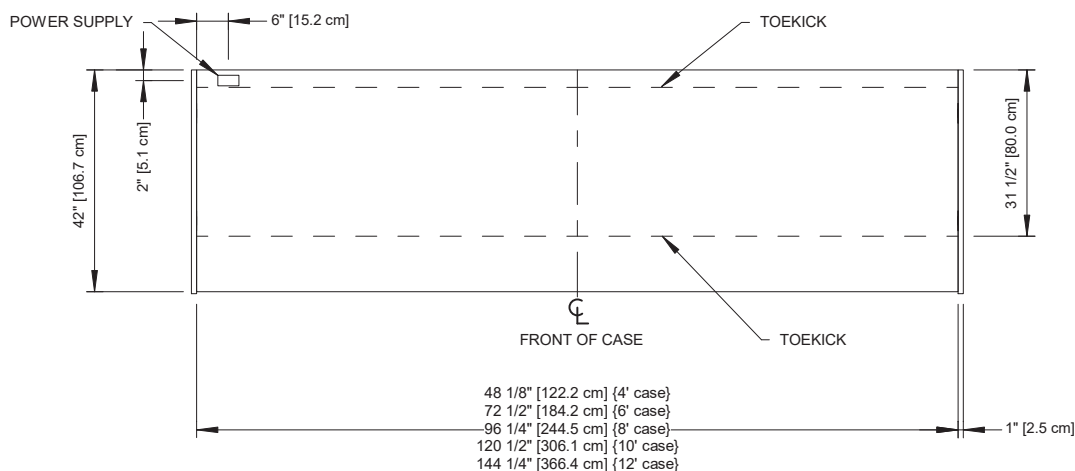 POWER SUPPLY
6" [15.2 cm]
TOEKICK
42" [106.7 cm]
2" [5.1 cm]
31 1/2" [80.0 cm]
℄
FRONT OF CASE
TOEKICK
48 1/8" [122.2 cm] {4' case}
72 1/2" [184.2 cm] {6' case}
96 1/4" [244.5 cm] {8' case}
120 1/2" [306.1 cm] {10' case}
144 1/4" [366.4 cm] {12' case}
1" [2.5 cm]